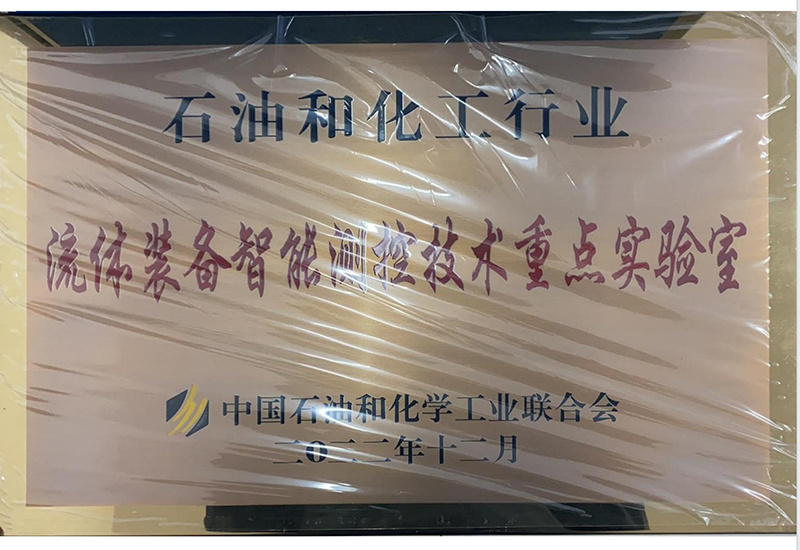 石油和化工行业
流体装备智能测控技术重点实验室
中国石油和化学工业联合会
二〇二二年十二月